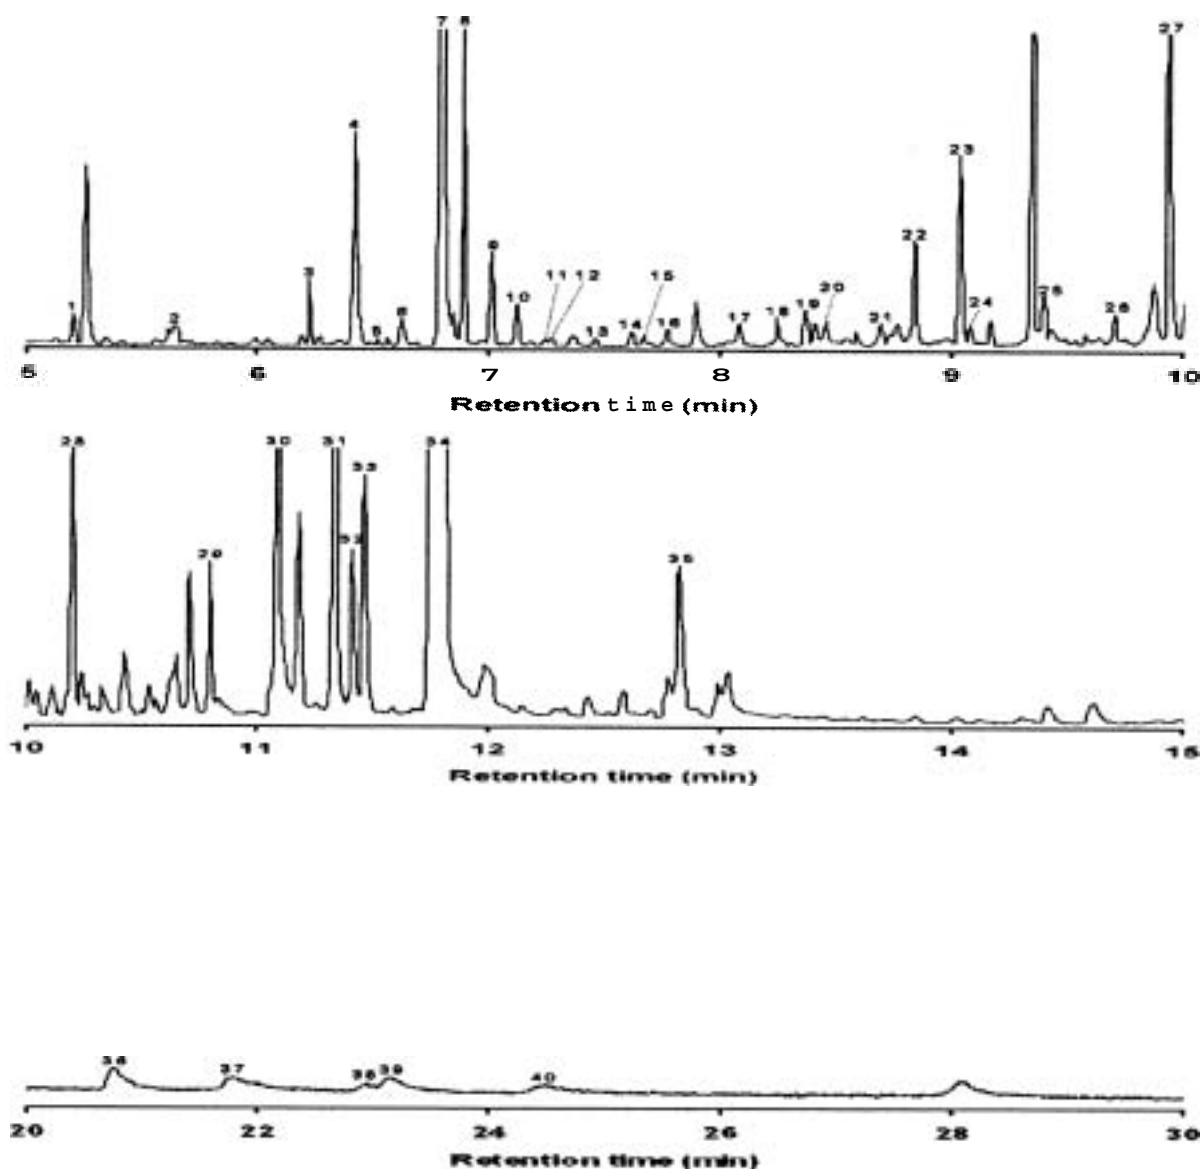 7 8 27
4
23
22
3 9
10 11 12 15 20 25
1 2 5 6 13 14 16 17 18 19 21 24 26
5 6 7 8 9 10
Retention time (min)
28 30 31 34
33
29 32 35
10 11 12 13 14 15
Retention time (min)
36 37 38 39 40
20 22 24 26 28 30
Retention time (min)